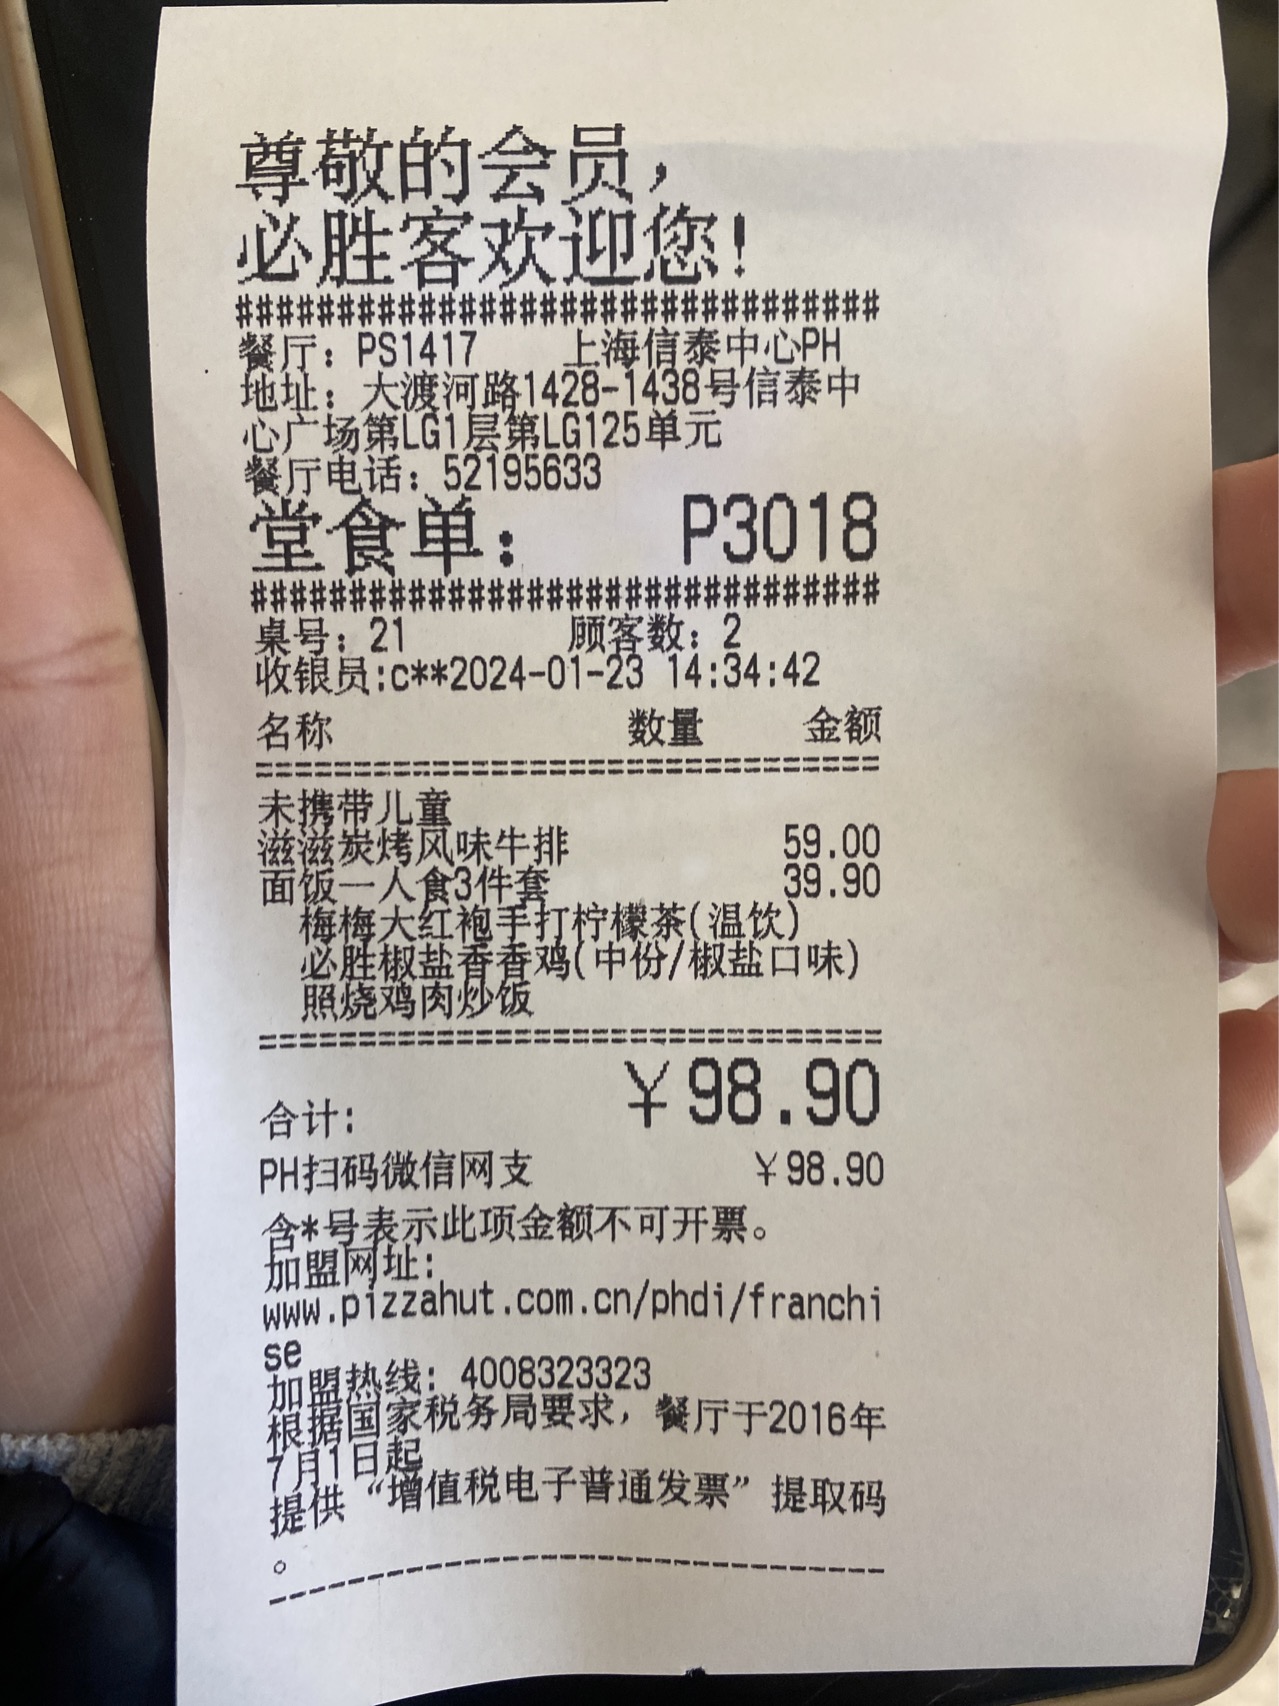 尊敬的会员，
必胜客欢迎您！
################################
餐厅：PS1417 上海信泰中心PH
地址：大渡河路1428-1438号信泰中
心广场第LG1层第LG125单元
餐厅电话：52195633
堂食单： P3018
################################
桌号：21 顾客数：2
收银员:c**2024-01-23 14:34:42
名称 数量 金额
================================
未携带儿童
滋滋炭烤风味牛排 59.00
面饭一人食3件套 39.90
梅梅大红袍手打柠檬茶(温饮)
必胜椒盐香香鸡(中份/椒盐口味)
照烧鸡肉炒饭
================================
合计: ￥98.90
PH扫码微信网支 ￥98.90
含*号表示此项金额不可开票。
加盟网址:
www.pizzahut.com.cn/phdi/franchi
se
加盟热线: 4008323323
根据国家税务局要求，餐厅于2016年
7月1日起
提供“增值税电子普通发票”提取码
。
--------------------------------